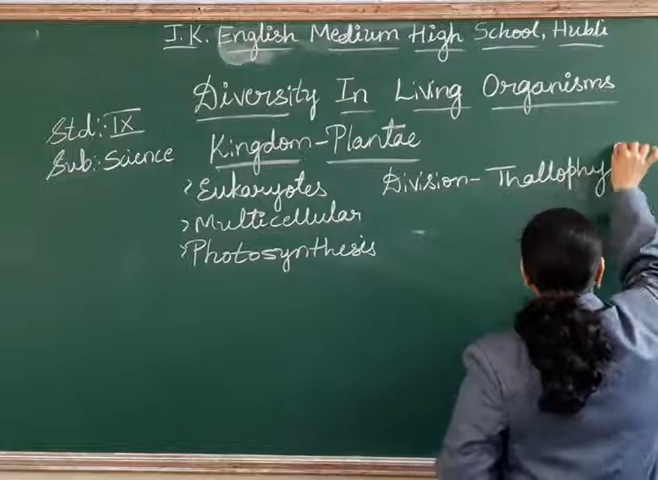 J.K. English Medium High School, Hubli
Diversity In Living Organisms
Std:- IX
Sub: Science
Kingdom - Plantae
> Eukaryotes
> Multicellular
> Photosynthesis
Division - Thallophy